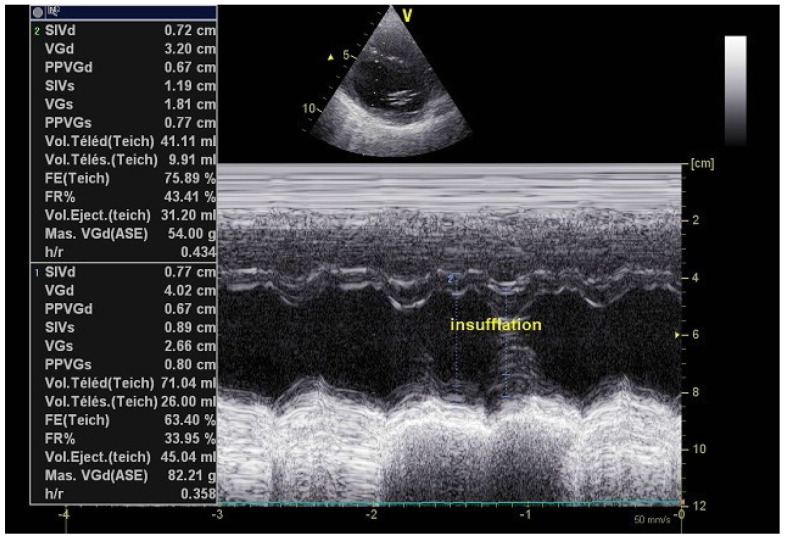 2 SIVd 0.72 cm
VGd 3.20 cm
PPVGd 0.67 cm
SIVs 1.19 cm
VGs 1.81 cm
PPVGs 0.77 cm
Vol.Téléd(Teich) 41.11 ml
Vol.Télés.(Teich) 9.91 ml
FE(Teich) 75.89 %
FR% 43.41 %
Vol.Eject.(teich) 31.20 ml
Mas. VGd(ASE) 54.00 g
h/r 0.434
1 SIVd 0.77 cm
VGd 4.02 cm
PPVGd 0.67 cm
SIVs 0.89 cm
VGs 2.66 cm
PPVGs 0.80 cm
Vol.Téléd(Teich) 71.04 ml
Vol.Télés.(Teich) 26.00 ml
FE(Teich) 63.40 %
FR% 33.95 %
Vol.Eject.(teich) 45.04 ml
Mas. VGd(ASE) 82.21 g
h/r 0.358
V
5
10
[cm]
2
4
2
insufflation
6
8
10
12
-4 -3 -2 -1 -0
50 mm/s